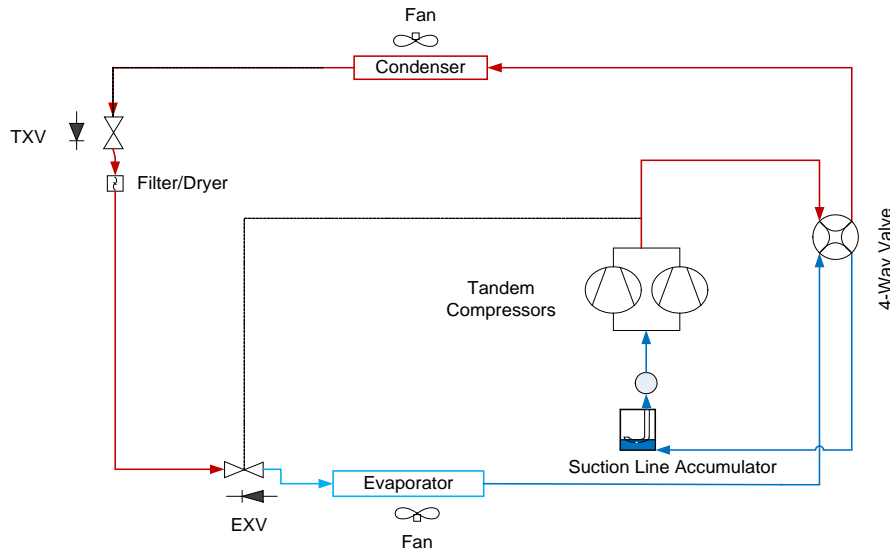 Fan
Condenser
TXV
Filter/Dryer
4-Way Valve
Tandem
Compressors
Suction Line Accumulator
Evaporator
EXV
Fan